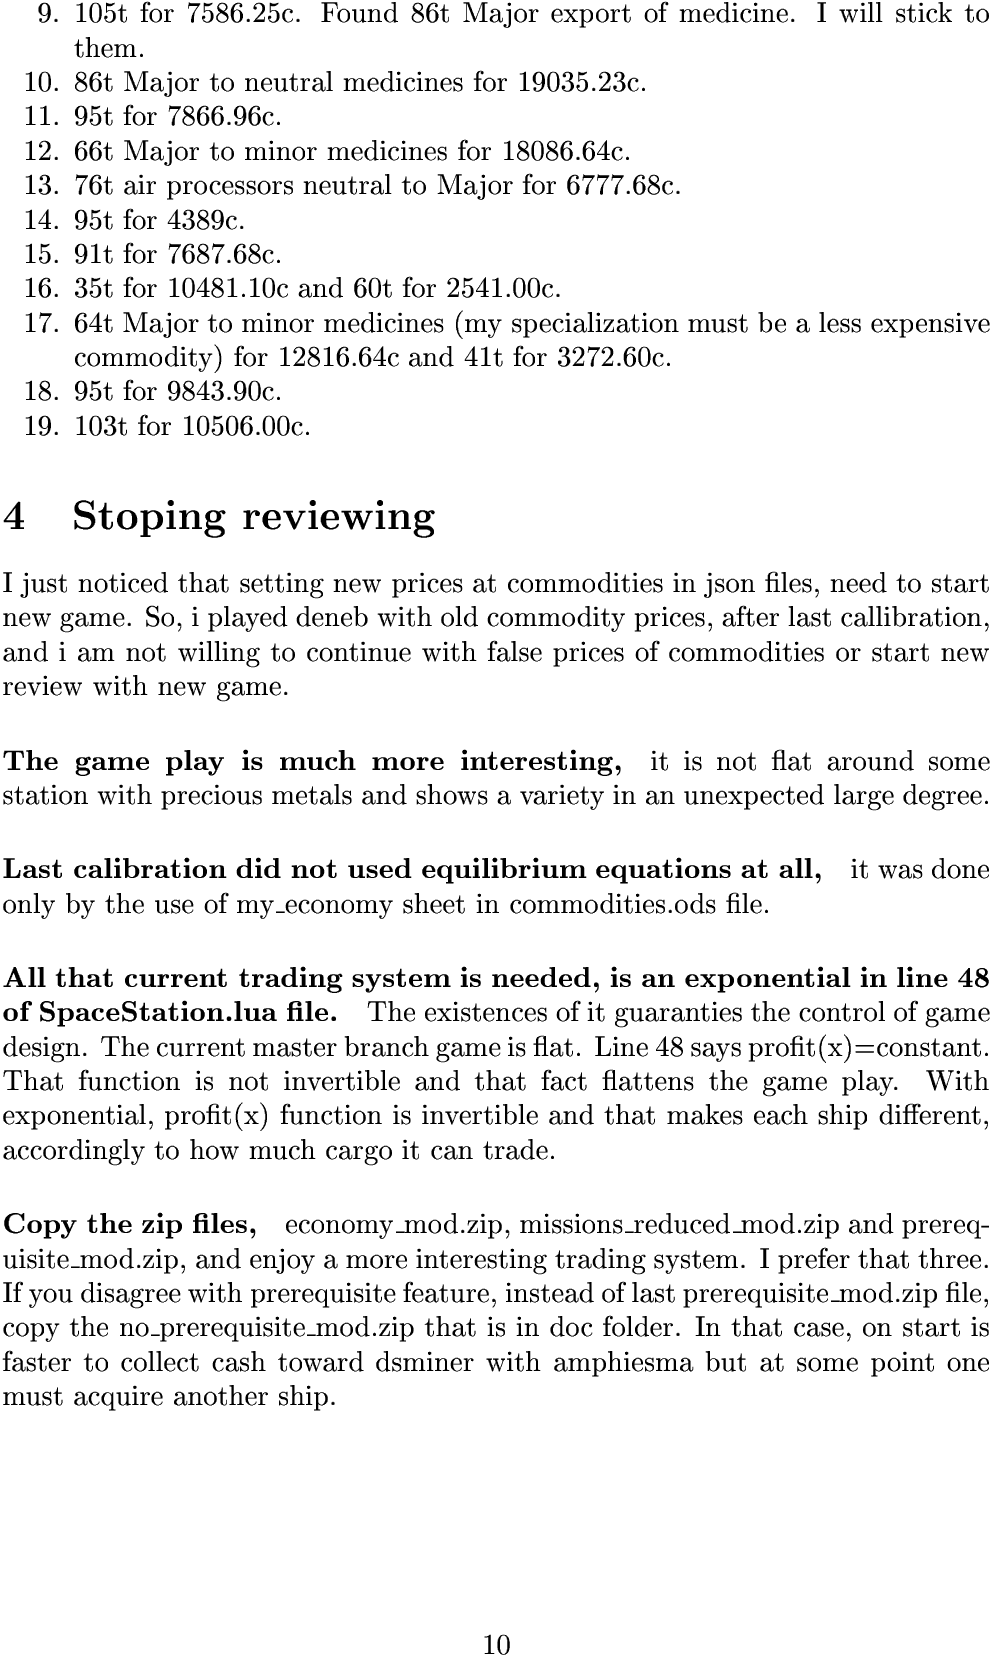 9. 105t for 7586.25c. Found 86t Major export of medicine. I will stick to
them.
10. 86t Major to neutral medicines for 19035.23c.
11. 95t for 7866.96c.
12. 66t Major to minor medicines for 18086.64c.
13. 76t air processors neutral to Major for 6777.68c.
14. 95t for 4389c.
15. 91t for 7687.68c.
16. 35t for 10481.10c and 60t for 2541.00c.
17. 64t Major to minor medicines (my specialization must be a less expensive
commodity) for 12816.64c and 41t for 3272.60c.
18. 95t for 9843.90c.
19. 103t for 10506.00c.
4 Stoping reviewing
I just noticed that setting new prices at commodities in json files, need to start
new game. So, i played deneb with old commodity prices, after last callibration,
and i am not willing to continue with false prices of commodities or start new
review with new game.
The game play is much more interesting, it is not flat around some
station with precious metals and shows a variety in an unexpected large degree.
Last calibration did not used equilibrium equations at all, it was done
only by the use of my_economy sheet in commodities.ods file.
All that current trading system is needed, is an exponential in line 48
of SpaceStation.lua file. The existences of it guaranties the control of game
design. The current master branch game is flat. Line 48 says profit(x)=constant.
That function is not invertible and that fact flattens the game play. With
exponential, profit(x) function is invertible and that makes each ship different,
accordingly to how much cargo it can trade.
Copy the zip files, economy_mod.zip, missions_reduced_mod.zip and prereq-
uisite_mod.zip, and enjoy a more interesting trading system. I prefer that three.
If you disagree with prerequisite feature, instead of last prerequisite_mod.zip file,
copy the no_prerequisite_mod.zip that is in doc folder. In that case, on start is
faster to collect cash toward dsminer with amphiesma but at some point one
must acquire another ship.
10